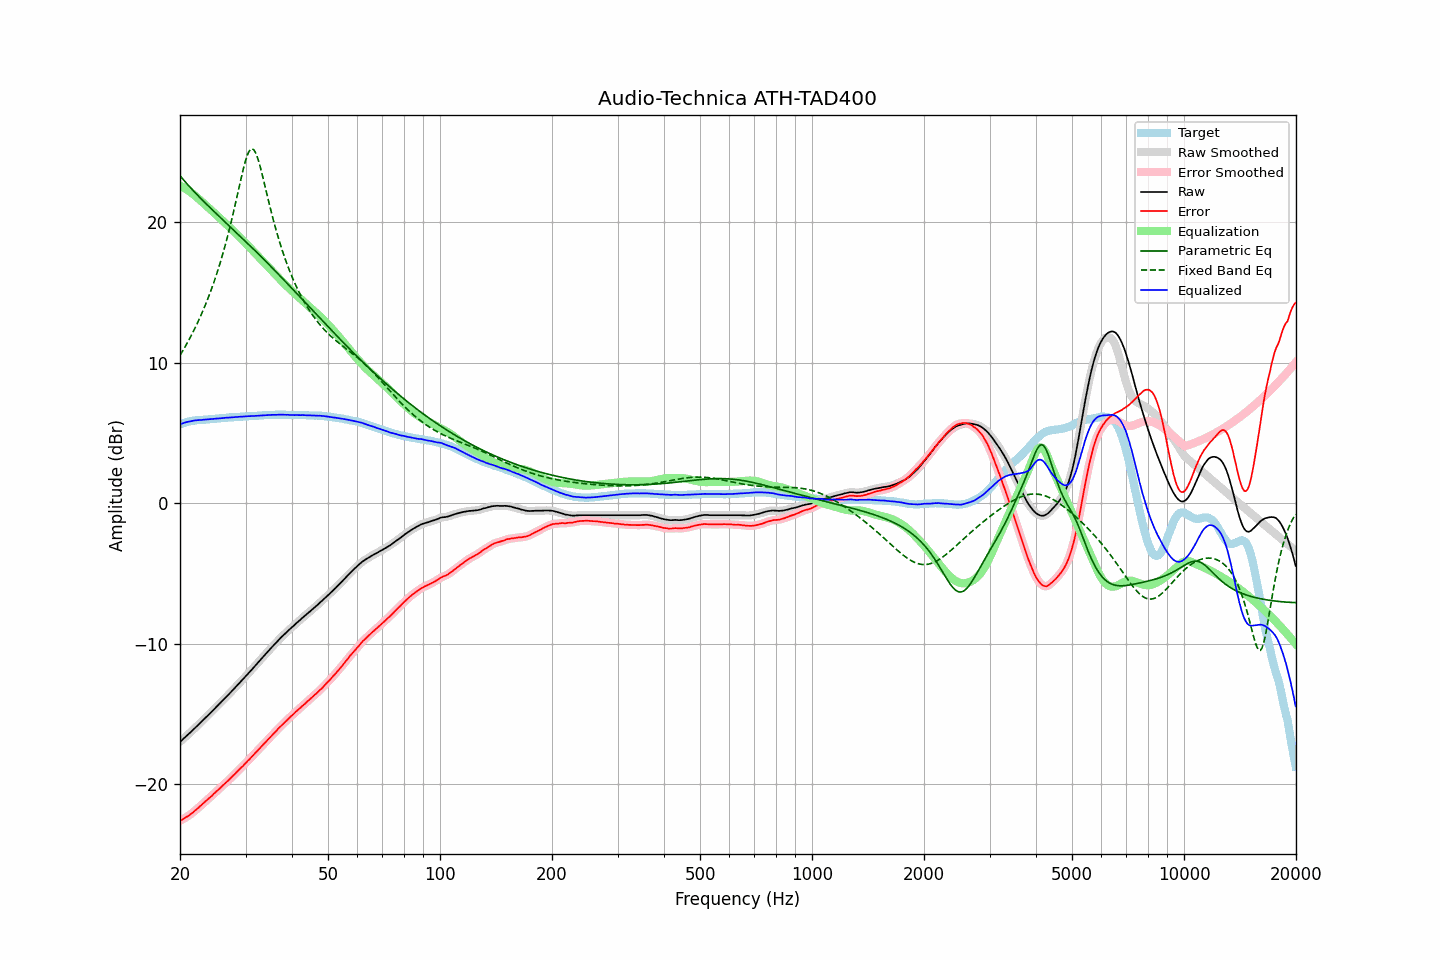 Audio-Technica ATH-TAD400
Target
Raw Smoothed
Error Smoothed
Raw
Error
Equalization
Parametric Eq
Fixed Band Eq
Equalized
Amplitude (dBr)
20
10
0
−10
−20
20 50 100 200 500 1000 2000 5000 10000 20000
Frequency (Hz)